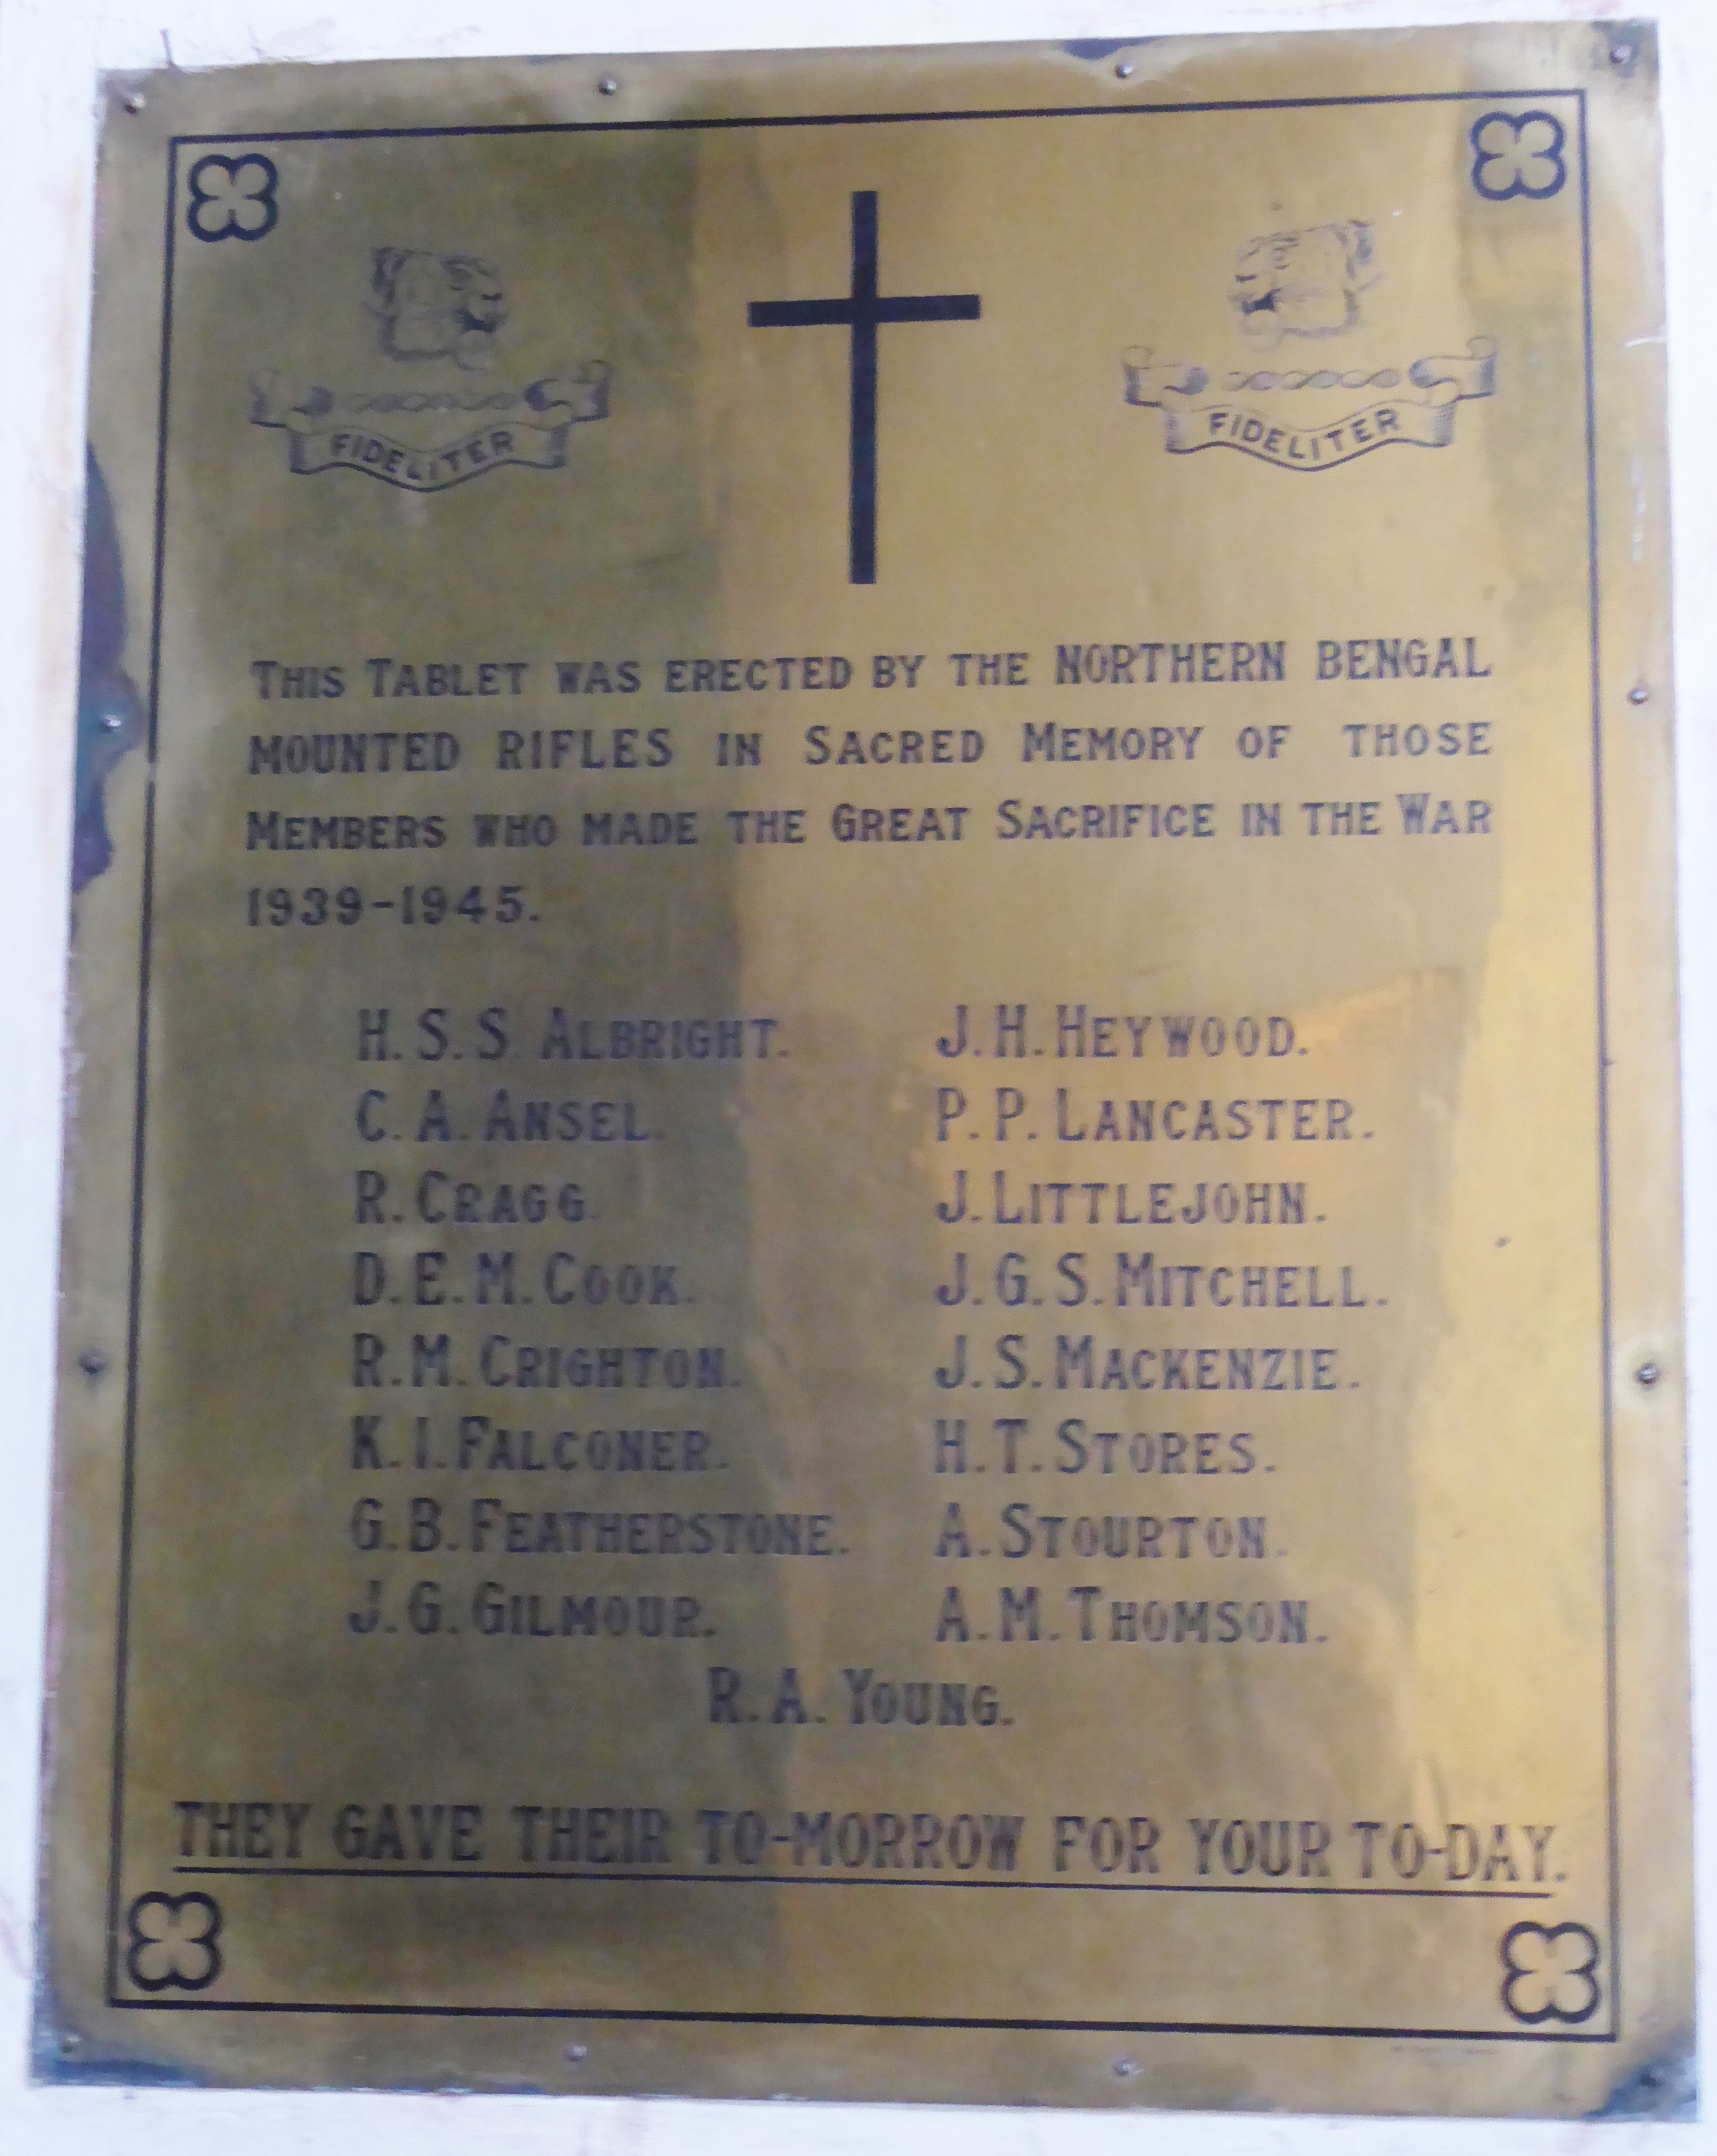 FIDELITER
FIDELITER
THIS TABLET WAS ERECTED BY THE NORTHERN BENGAL
MOUNTED RIFLES IN SACRED MEMORY OF THOSE
MEMBERS WHO MADE THE GREAT SACRIFICE IN THE WAR
1939-1945.
H. S. S. ALBRIGHT.
C. A. ANSEL.
R. CRAGG.
D. E. M. COOK.
R. M. CRIGHTON.
K. I. FALCONER.
G. B. FEATHERSTONE.
J. G. GILMOUR.
J. H. HEYWOOD.
P. P. LANCASTER.
J. LITTLEJOHN.
J. G. S. MITCHELL.
J. S. MACKENZIE.
H. T. STORES.
A. STOURTON.
A. M. THOMSON.
R. A. YOUNG.
THEY GAVE THEIR TO-MORROW FOR YOUR TO-DAY.